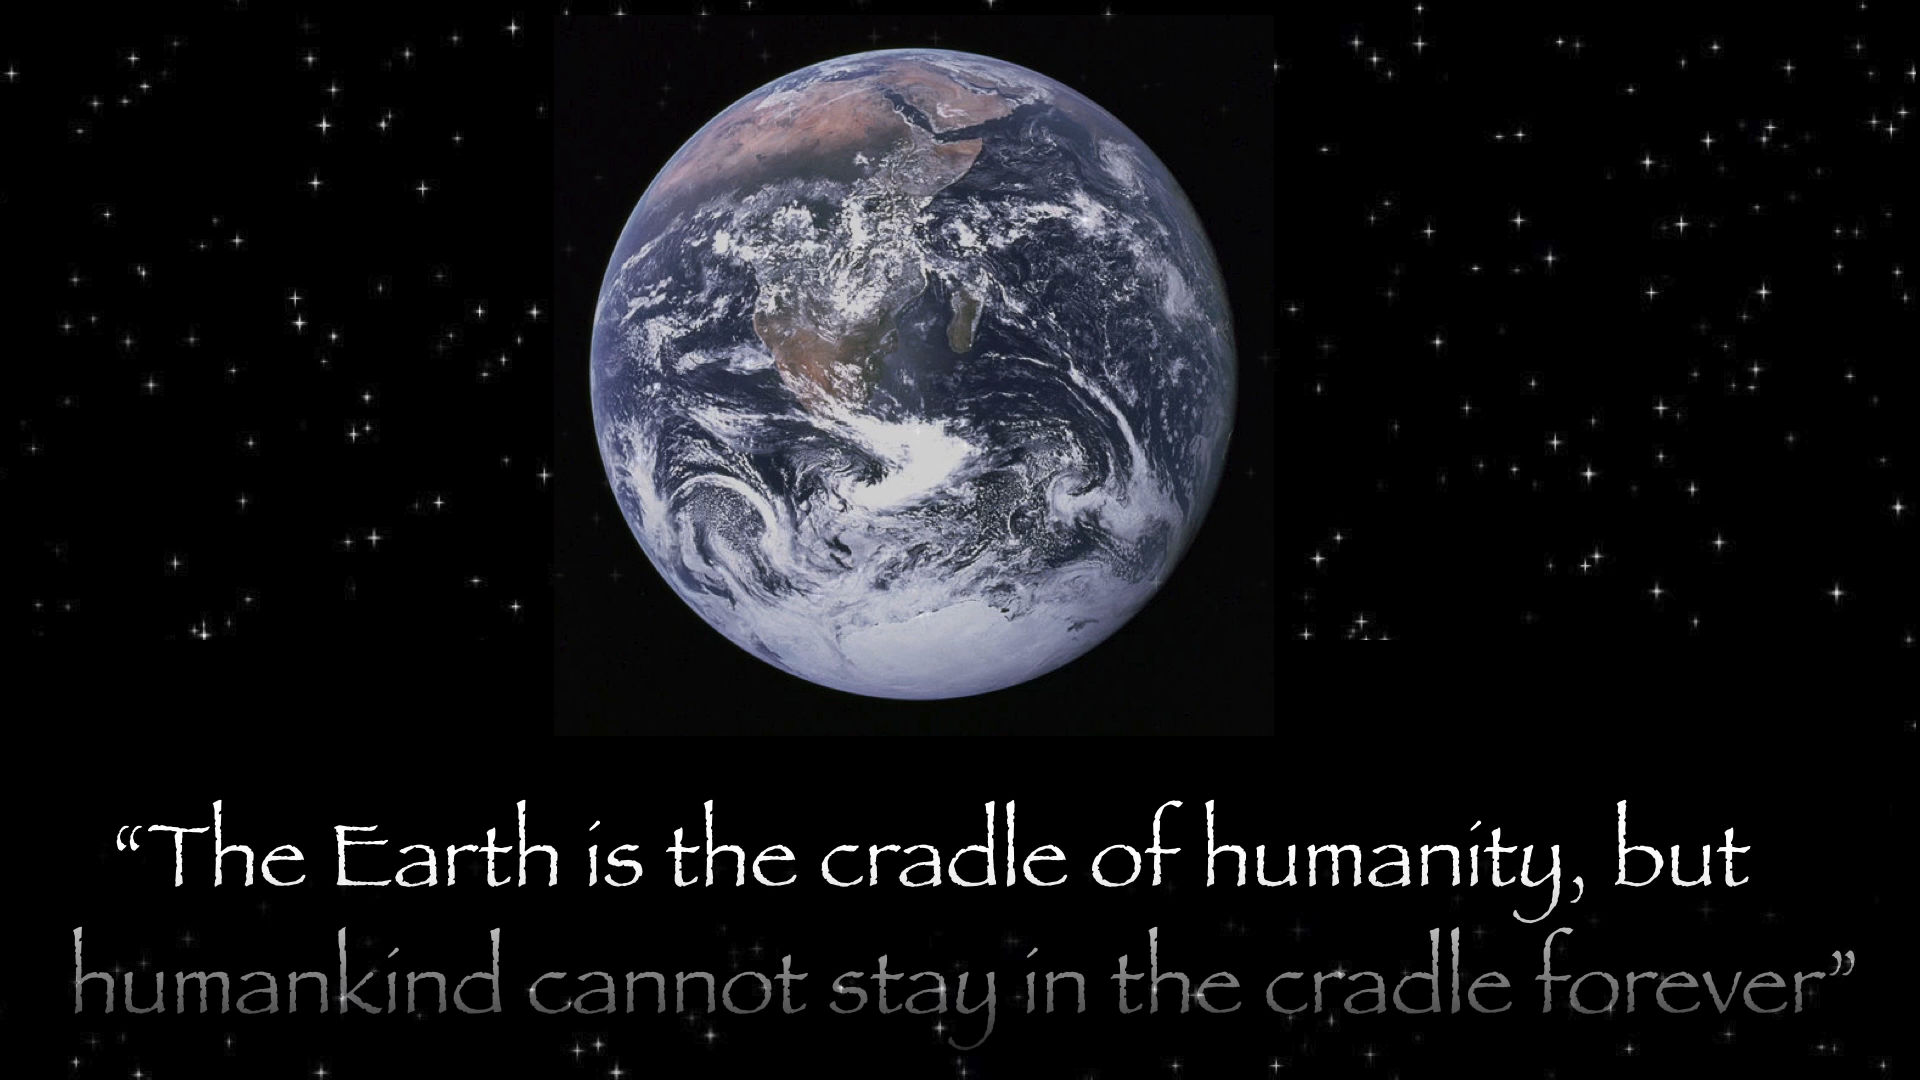 “The Earth is the cradle of humanity, but
humankind cannot stay in the cradle forever”